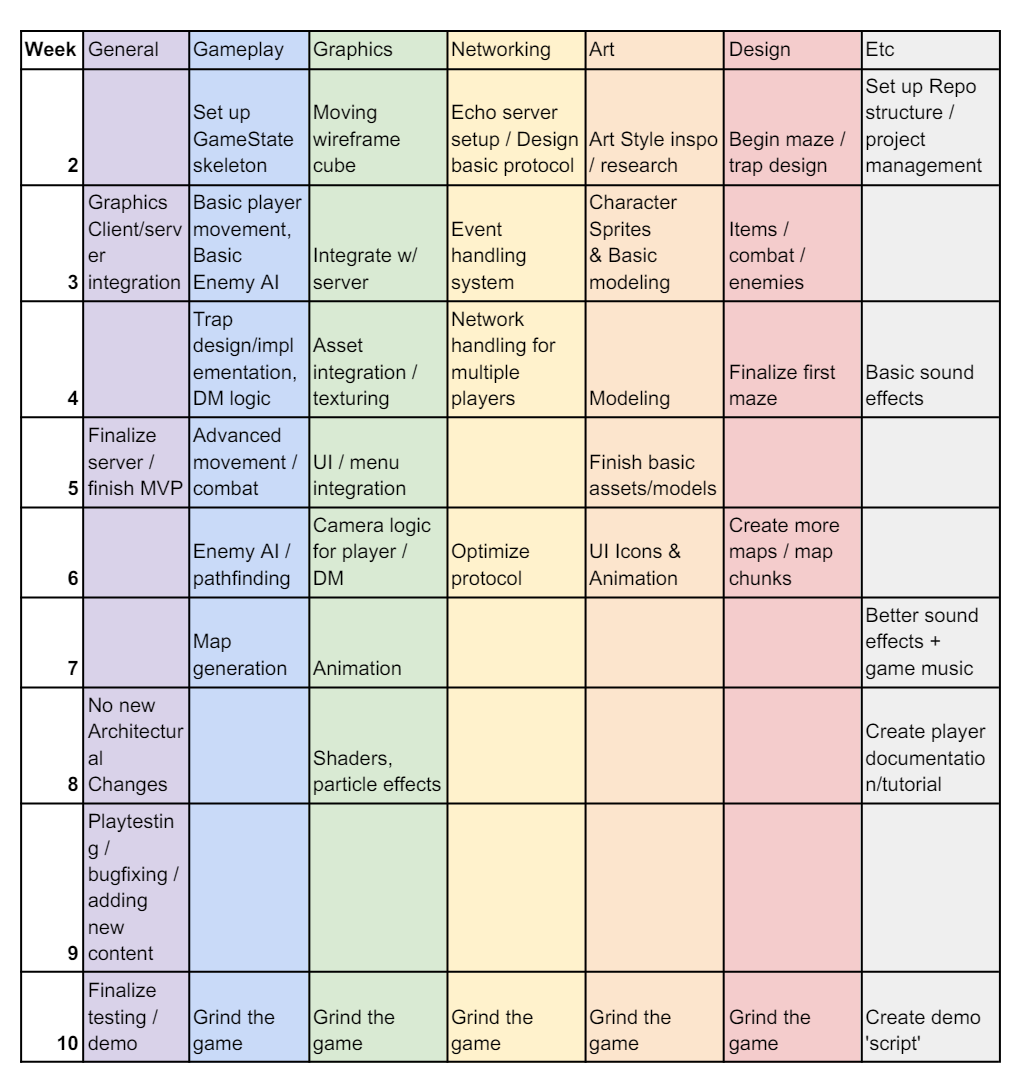 Week General Gameplay Graphics Networking Art Design Etc
2
Set up
GameState
skeleton
Moving
wireframe
cube
Echo server
setup / Design
basic protocol
Art Style inspo
/ research
Begin maze /
trap design
Set up Repo
structure /
project
management
3
Graphics
Client/serv
er
integration
Basic player
movement,
Basic
Enemy AI
Integrate w/
server
Event
handling
system
Character
Sprites
& Basic
modeling
Items /
combat /
enemies
4
Trap
design/impl
ementation,
DM logic
Asset
integration /
texturing
Network
handling for
multiple
players
Modeling
Finalize first
maze
Basic sound
effects
5
Finalize
server /
finish MVP
Advanced
movement /
combat
UI / menu
integration
Finish basic
assets/models
6
Enemy AI /
pathfinding
Camera logic
for player /
DM
Optimize
protocol
UI Icons &
Animation
Create more
maps / map
chunks
7
Map
generation
Animation
Better sound
effects +
game music
8
No new
Architectur
al
Changes
Shaders,
particle effects
Create player
documentatio
n/tutorial
9
Playtestin
g /
bugfixing /
adding
new
content
10
Finalize
testing /
demo
Grind the
game
Grind the
game
Grind the
game
Grind the
game
Grind the
game
Create demo
'script'